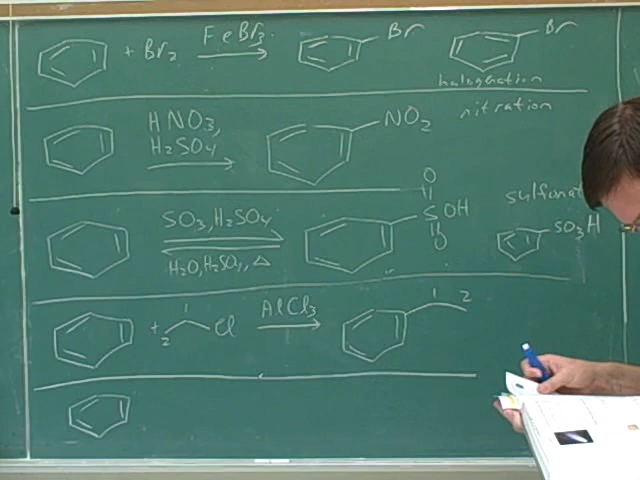 + Br2 FeBr3. Br Br
halogenation
HNO3, H2SO4 NO2 nitration
SO3, H2SO4 O S OH O
H2O, H2SO4, Δ SO3H
+ 1 2 Cl AlCl3 1 2